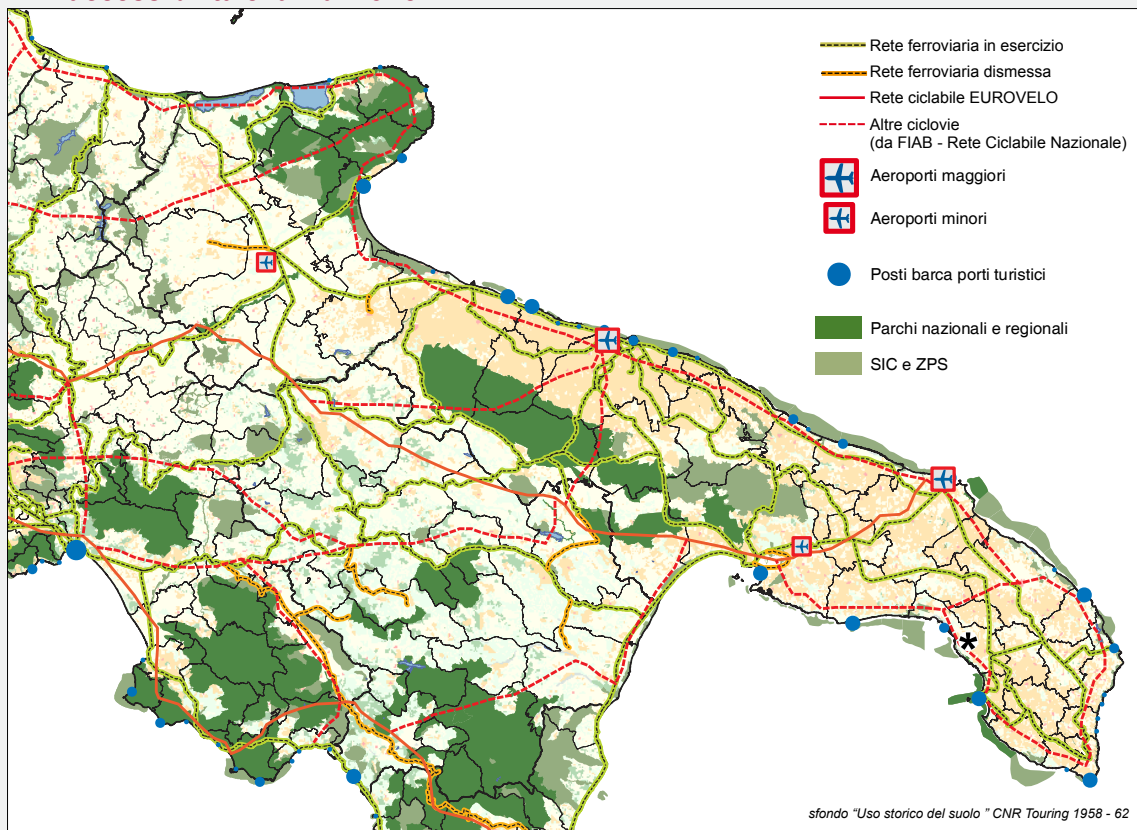 Rete ferroviaria in esercizio
Rete ferroviaria dismessa
Rete ciclabile EUROVELO
Altre ciclovie
(da FIAB - Rete Ciclabile Nazionale)
Aeroporti maggiori
Aeroporti minori
Posti barca porti turistici
Parchi nazionali e regionali
SIC e ZPS
*
sfondo “Uso storico del suolo ” CNR Touring 1958 - 62